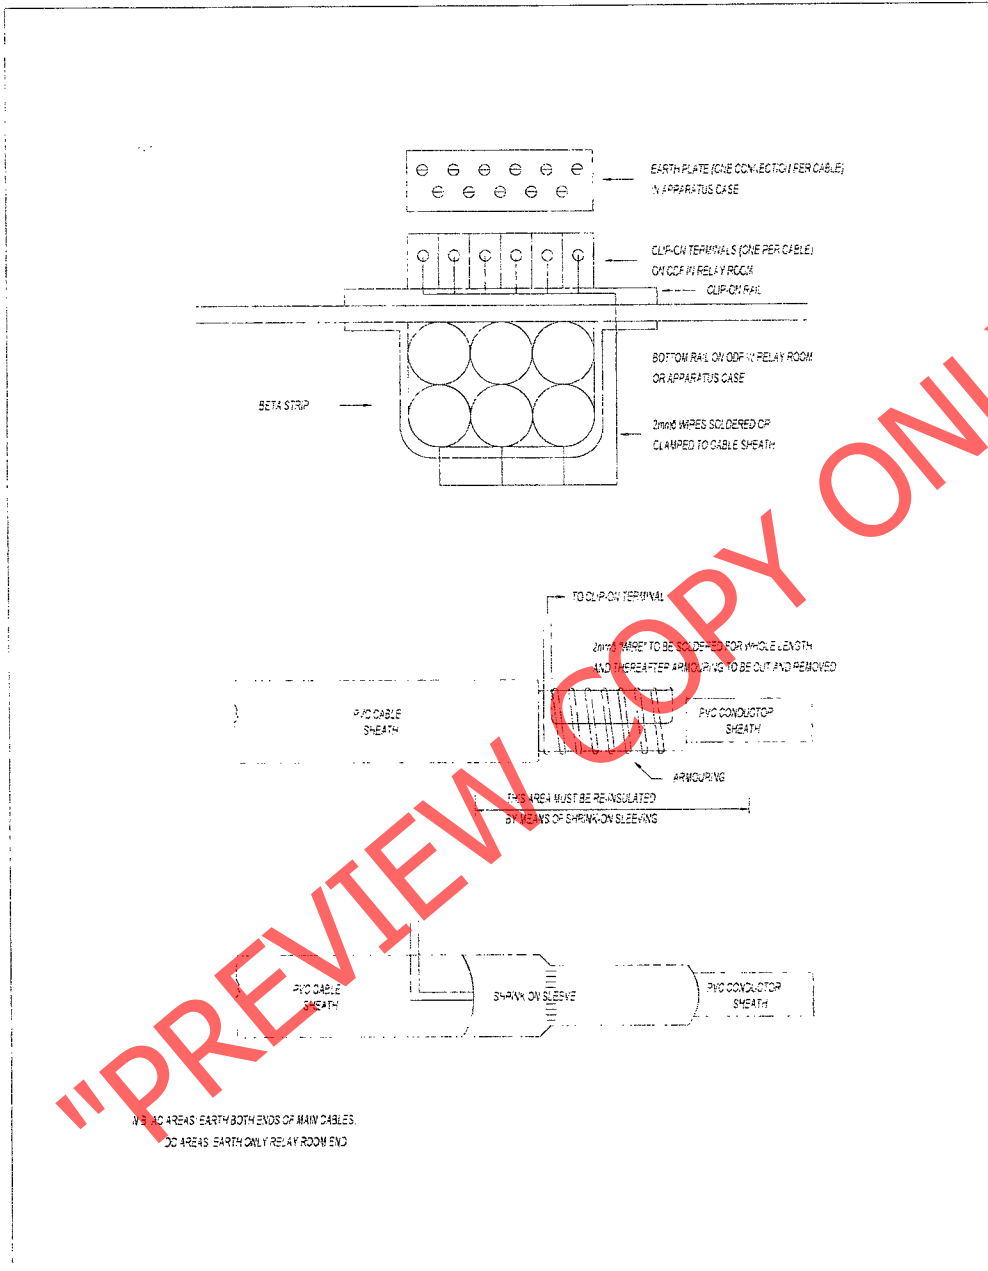 EARTH PLATE (ONE CONNECTION PER CABLE)
IN APPARATUS CASE
CLIP-ON TERMINALS (ONE PER CABLE)
ON CDF IN RELAY ROOM
CLIP-ON RAIL
BOTTOM RAIL ON CDF IN RELAY ROOM
OR APPARATUS CASE
BETA STRIP
2mmϕ WIRES SOLDERED OR
CLAMPED TO CABLE SHEATH
TO CLIP-ON TERMINAL
2mmϕ "WIRE" TO BE SOLDERED FOR WHOLE LENGTH
AND THEREAFTER ARMOURING TO BE CUT AND REMOVED
PVC CABLE
SHEATH
PVC CONDUCTOR
SHEATH
ARMOURING
THIS AREA MUST BE RE-INSULATED
BY MEANS OF SHRINK-ON SLEEVING
PVC CABLE
SHEATH
SHRINK ON SLEEVE
PVC CONDUCTOR
SHEATH
N.B. AC AREAS: EARTH BOTH ENDS OF MAIN CABLES.
DC AREAS: EARTH ONLY RELAY ROOM END
"PREVIEW COPY